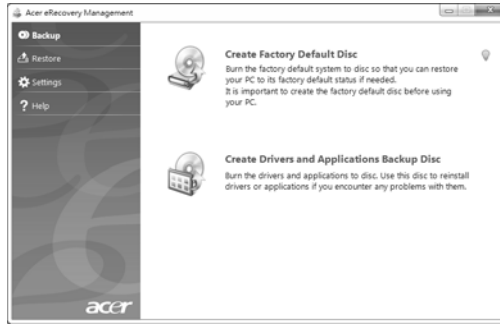 Acer eRecovery Management
Backup
Restore
Settings
Help
Create Factory Default Disc
Burn the factory default system to disc so that you can restore
your PC to its factory default status if needed.
It is important to create the factory default disc before using
your PC.
Create Drivers and Applications Backup Disc
Burn the drivers and applications to disc. Use this disc to reinstall
drivers or applications if you encounter any problems with them.
acer